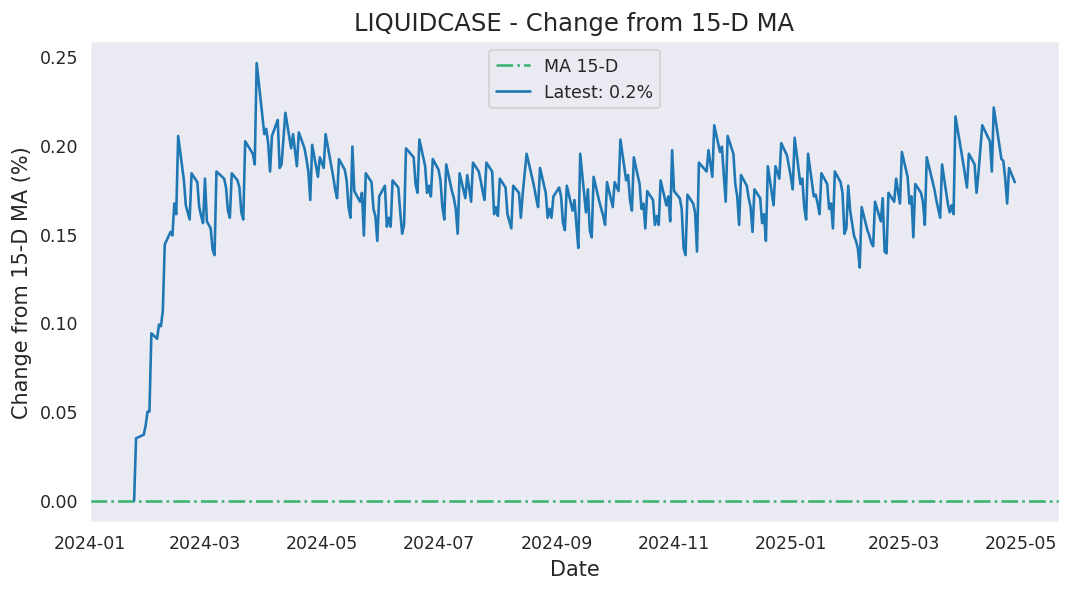 LIQUIDCASE - Change from 15-D MA
MA 15-D
Latest: 0.2%
Change from 15-D MA (%)
0.25
0.20
0.15
0.10
0.05
0.00
2024-01 2024-03 2024-05 2024-07 2024-09 2024-11 2025-01 2025-03 2025-05
Date